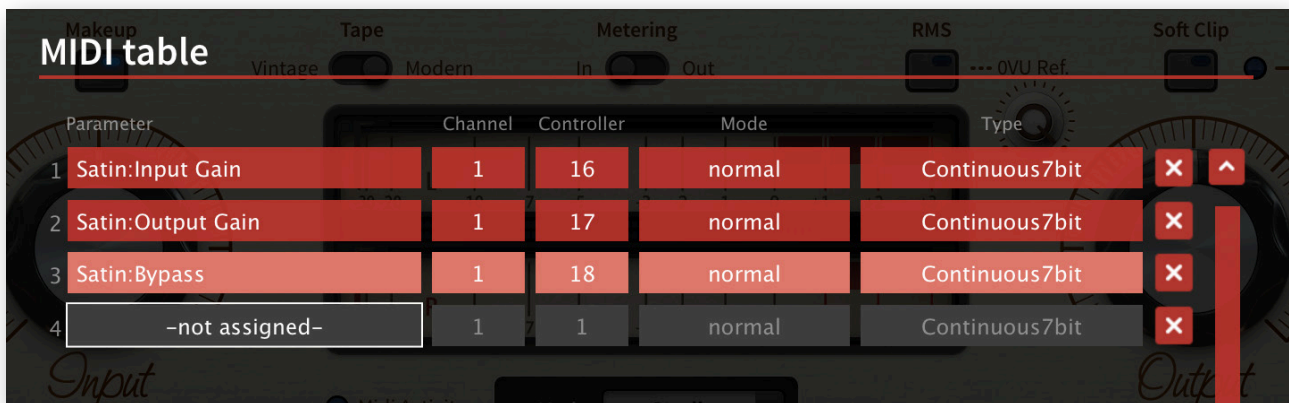 Makeup Tape Metering RMS Soft Clip
MIDI table
Vintage Modern In Out --- 0VU Ref.
Parameter Channel Controller Mode Type
1 Satin:Input Gain 1 16 normal Continuous7bit
2 Satin:Output Gain 1 17 normal Continuous7bit
3 Satin:Bypass 1 18 normal Continuous7bit
4 –not assigned– 1 1 normal Continuous7bit
Input Output